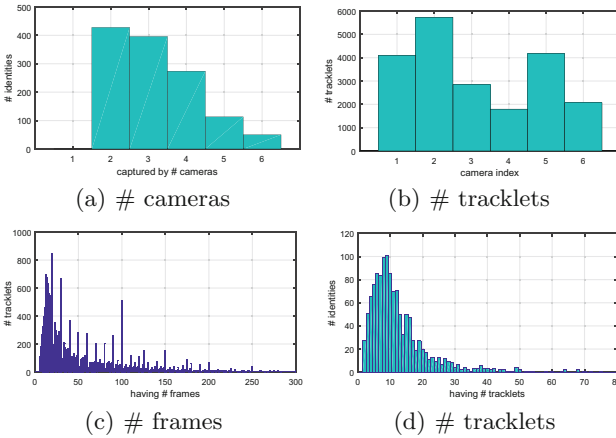 500
400
300
200
100
0
# identities
1 2 3 4 5 6
captured by # cameras
(a) # cameras
6000
5000
4000
3000
2000
1000
0
# tracklets
1 2 3 4 5 6
camera index
(b) # tracklets
1000
800
600
400
200
0
# tracklets
0 50 100 150 200 250 300
having # frames
(c) # frames
120
100
80
60
40
20
0
# identities
0 10 20 30 40 50 60 70 80
having # tracklets
(d) # tracklets